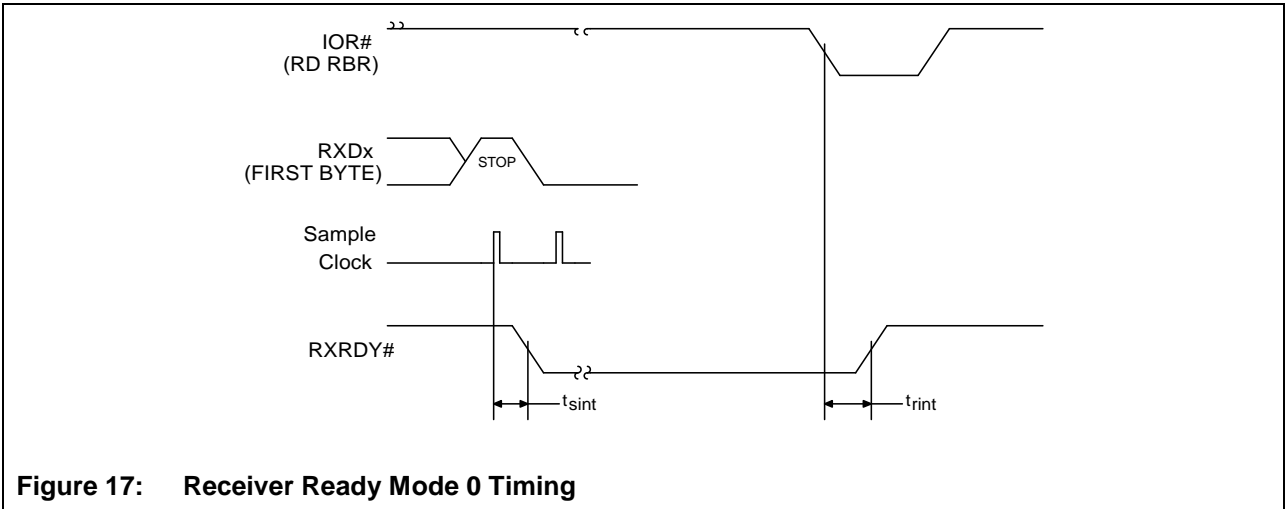 IOR#
(RD RBR)
RXDx
(FIRST BYTE)
STOP
Sample
Clock
RXRDY#
tsint
trint
Figure 17: Receiver Ready Mode 0 Timing